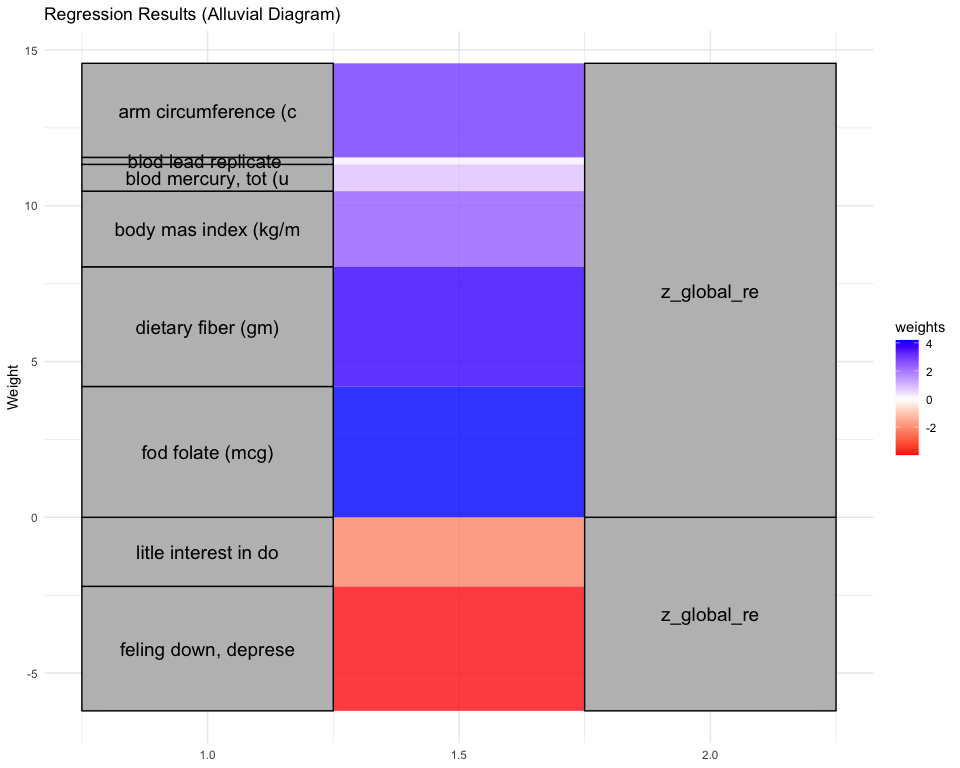 Regression Results (Alluvial Diagram)
15
arm circumference (c
blod lead replicate
blod mercury, tot (u
10
body mas index (kg/m
z_global_re
dietary fiber (gm)
weights
4
2
0
-2
5
Weight
fod folate (mcg)
0
litle interest in do
z_global_re
feling down, deprese
-5
1.0
1.5
2.0